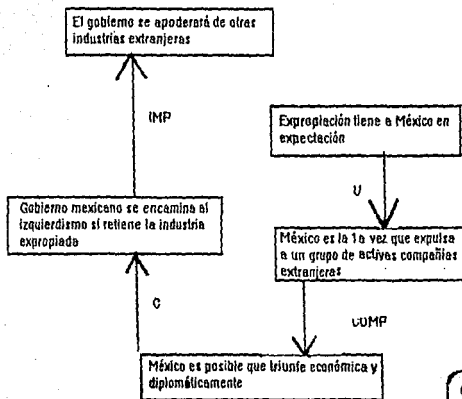 El gobierno se apoderará de otras
industrias extranjeras
IMP
Expropiación tiene a México en
expectación
U
Gobierno mexicano se encamina al
izquierdismo si retiene la industria
expropiada
México es la 1a vez que expulsa
a un grupo de activas compañías
extranjeras
C
COMP
México es posible que triunfe económica y
diplomáticamente